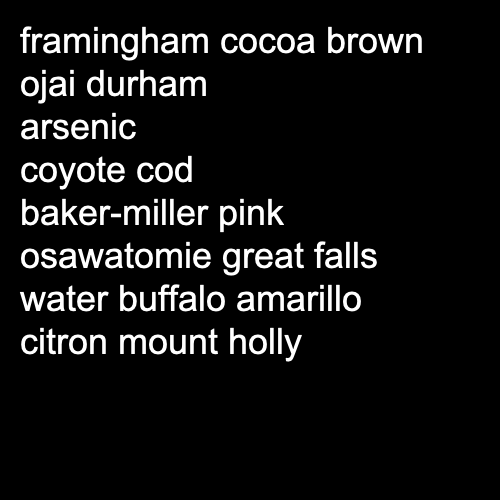 framingham cocoa brown
ojai durham
arsenic
coyote cod
baker-miller pink
osawatomie great falls
water buffalo amarillo
citron mount holly